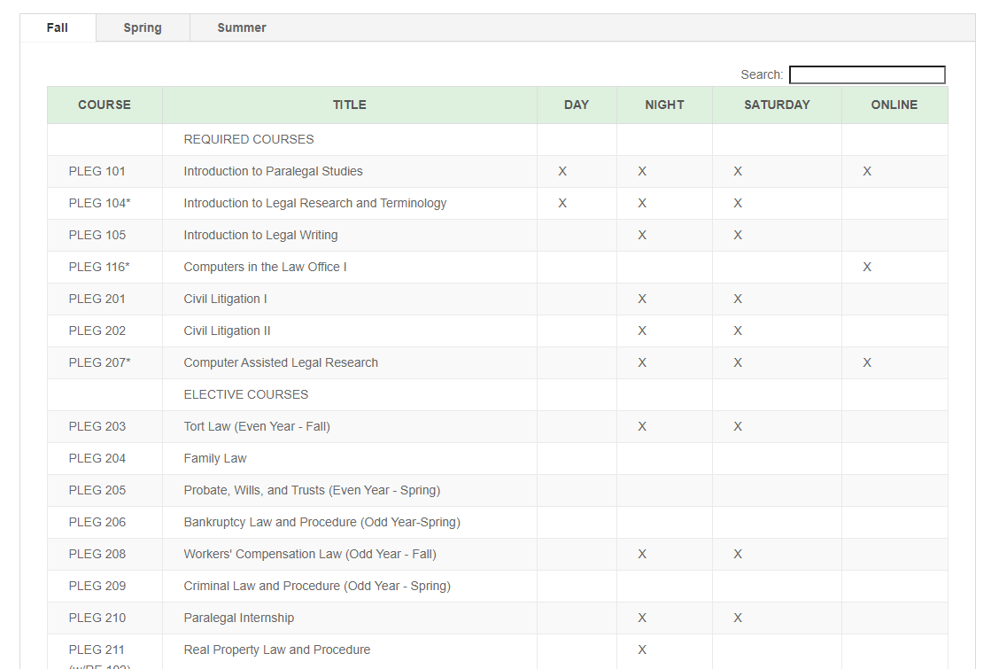 Fall Spring Summer
Search:
COURSE TITLE DAY NIGHT SATURDAY ONLINE
REQUIRED COURSES
PLEG 101 Introduction to Paralegal Studies X X X X
PLEG 104* Introduction to Legal Research and Terminology X X X
PLEG 105 Introduction to Legal Writing X X
PLEG 116* Computers in the Law Office I X
PLEG 201 Civil Litigation I X X
PLEG 202 Civil Litigation II X X
PLEG 207* Computer Assisted Legal Research X X X
ELECTIVE COURSES
PLEG 203 Tort Law (Even Year - Fall) X X
PLEG 204 Family Law
PLEG 205 Probate, Wills, and Trusts (Even Year - Spring)
PLEG 206 Bankruptcy Law and Procedure (Odd Year-Spring)
PLEG 208 Workers' Compensation Law (Odd Year - Fall) X X
PLEG 209 Criminal Law and Procedure (Odd Year - Spring)
PLEG 210 Paralegal Internship X X
PLEG 211 Real Property Law and Procedure X